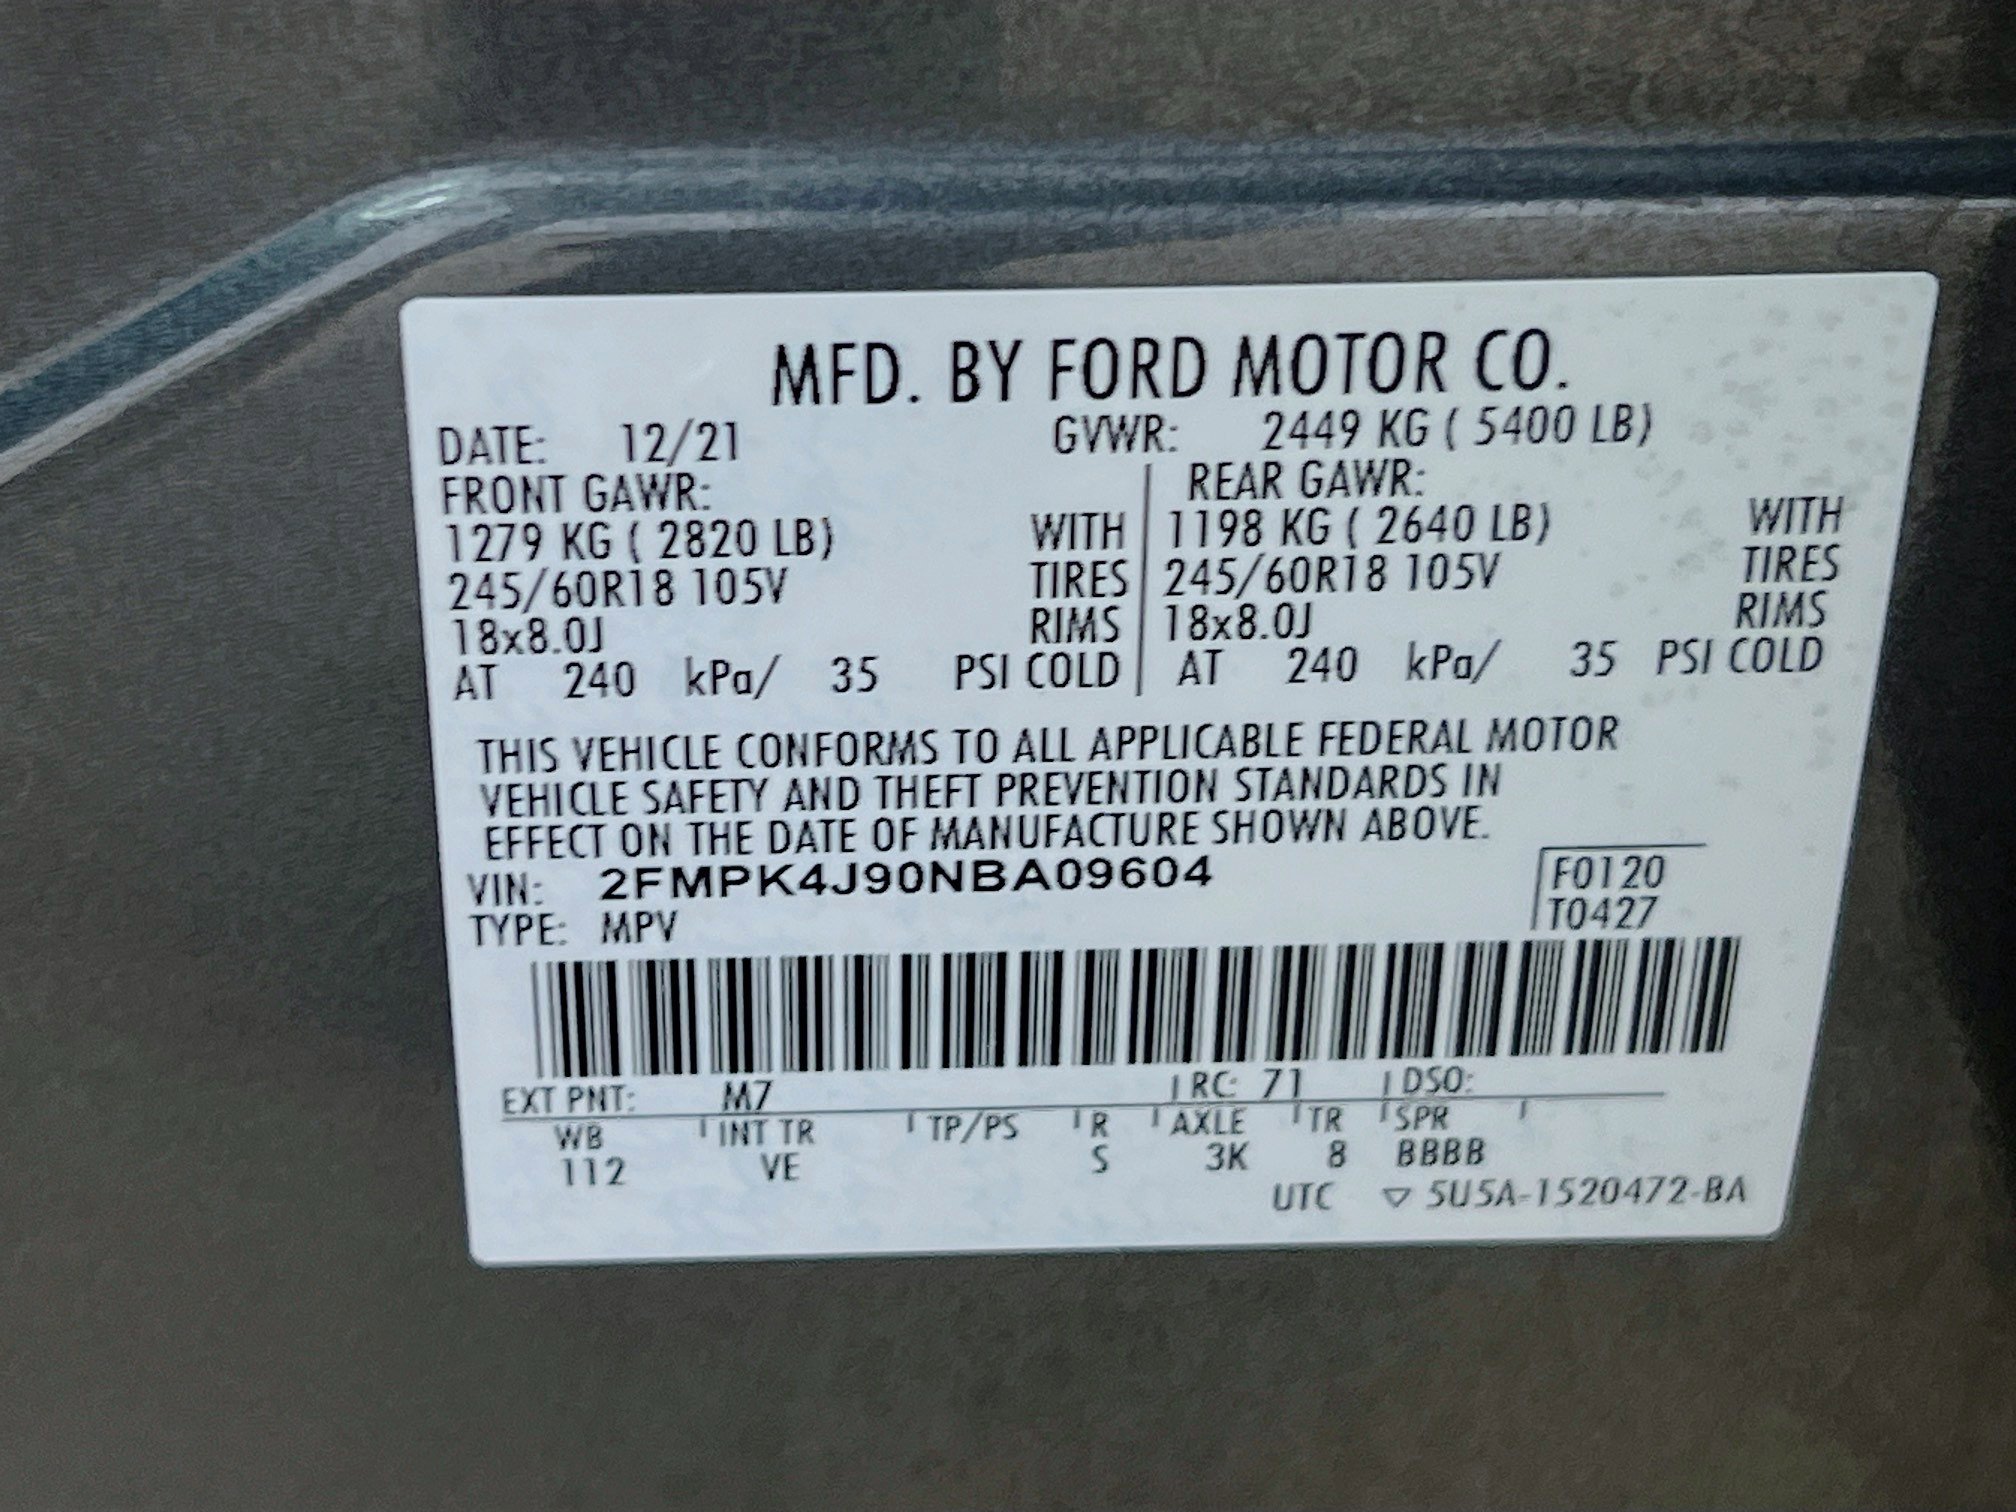 MFD. BY FORD MOTOR CO.
DATE: 12/21 GVWR: 2449 KG ( 5400 LB)
FRONT GAWR: REAR GAWR:
1279 KG ( 2820 LB) WITH 1198 KG ( 2640 LB) WITH
245/60R18 105V TIRES 245/60R18 105V TIRES
18x8.0J RIMS 18x8.0J RIMS
AT 240 kPa/ 35 PSI COLD AT 240 kPa/ 35 PSI COLD
THIS VEHICLE CONFORMS TO ALL APPLICABLE FEDERAL MOTOR
VEHICLE SAFETY AND THEFT PREVENTION STANDARDS IN
EFFECT ON THE DATE OF MANUFACTURE SHOWN ABOVE.
VIN: 2FMPK4J90NBA09604 F0120
TYPE: MPV T0427
EXT PNT: M7 RC: 71 DSO:
WB INT TR TP/PS R AXLE TR SPR
112 VE S 3K 8 BBBB
UTC ▽ 5U5A-1520472-BA